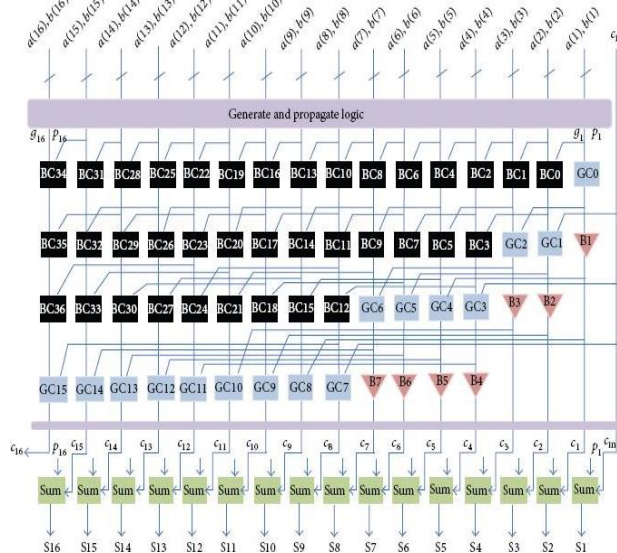 a(16), b(16) a(15), b(15) a(14), b(14) a(13), b(13) a(12), b(12) a(11), b(11) a(10), b(10) a(9), b(9) a(8), b(8) a(7), b(7) a(6), b(6) a(5), b(5) a(4), b(4) a(3), b(3) a(2), b(2) a(1), b(1)
Generate and propagate logic
g16 p16 g1 p1
BC34 BC31 BC28 BC25 BC22 BC19 BC16 BC13 BC10 BC8 BC6 BC4 BC2 BC1 BC0 GC0
BC35 BC32 BC29 BC26 BC23 BC20 BC17 BC14 BC11 BC9 BC7 BC5 BC3 GC2 GC1 B1
BC36 BC33 BC30 BC27 BC24 BC21 BC18 BC15 BC12 GC6 GC5 GC4 GC3 B3 B2
GC15 GC14 GC13 GC12 GC11 GC10 GC9 GC8 GC7 B7 B6 B5 B4
c16 p16 c15 c14 c13 c12 c11 c10 c9 c8 c7 c6 c5 c4 c3 c2 c1 p1 cin
Sum Sum Sum Sum Sum Sum Sum Sum Sum Sum Sum Sum Sum Sum Sum Sum
S16 S15 S14 S13 S12 S11 S10 S9 S8 S7 S6 S5 S4 S3 S2 S1